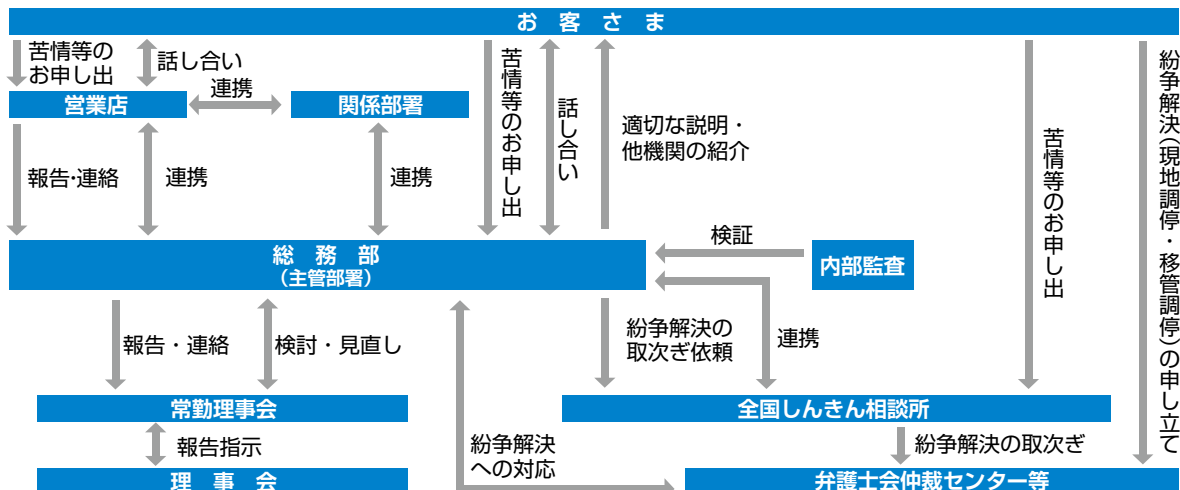 お客さま
苦情等の
お申し出
話し合い
連携
営業店
関係部署
苦情等のお申し出
話し合い
適切な説明・
他機関の紹介
苦情等のお申し出
紛争解決（現地調停・移管調停）の申し立て
報告・連絡
連携
連携
総務部
（主管部署）
検証
内部監査
報告・連絡
検討・見直し
紛争解決の
取次ぎ依頼
連携
常勤理事会
全国しんきん相談所
報告指示
紛争解決
への対応
紛争解決の取次ぎ
理事会
弁護士会仲裁センター等